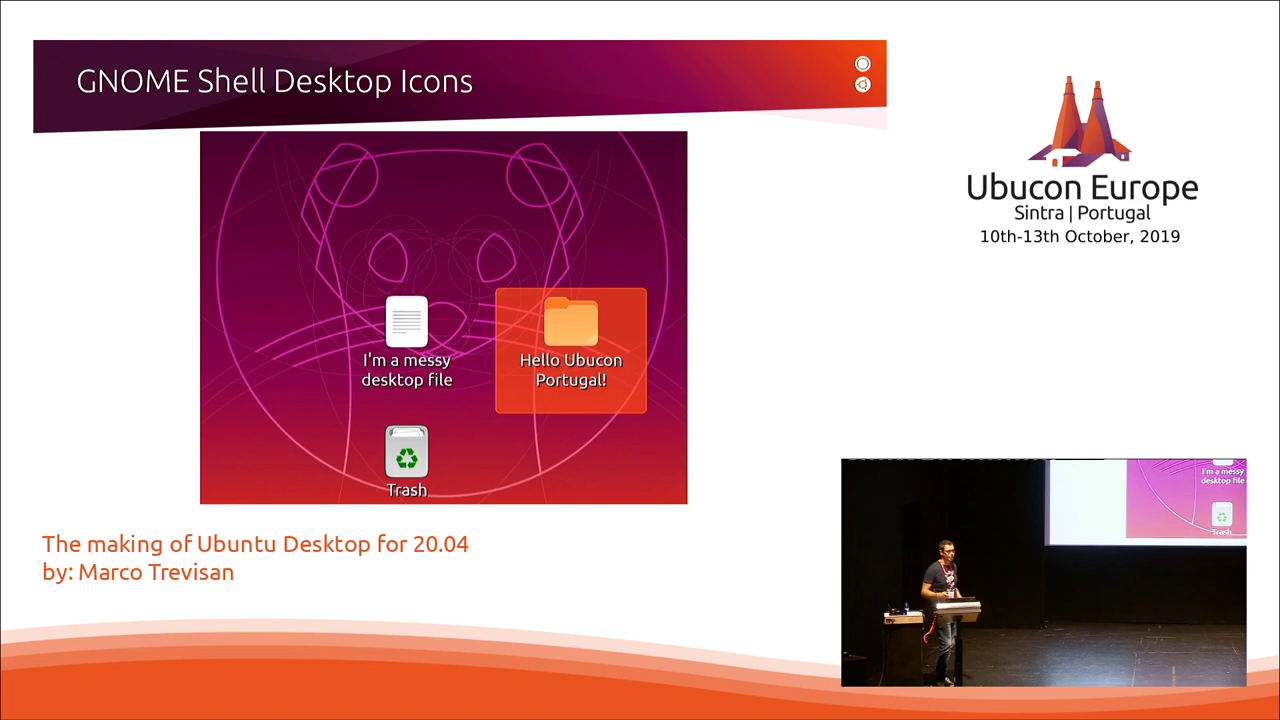 GNOME Shell Desktop Icons
I'm a messy
desktop file
Hello Ubucon
Portugal!
Trash
Ubucon Europe
Sintra | Portugal
10th-13th October, 2019
The making of Ubuntu Desktop for 20.04
by: Marco Trevisan
I'm a messy
desktop file
Trash